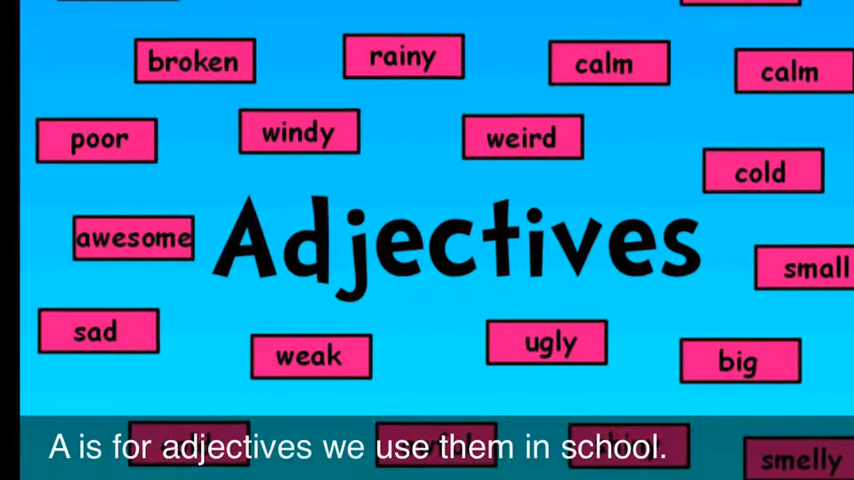 broken
rainy
calm
calm
poor
windy
weird
cold
awesome
Adjectives
small
sad
weak
ugly
big
A is for adjectives we use them in school.
smelly